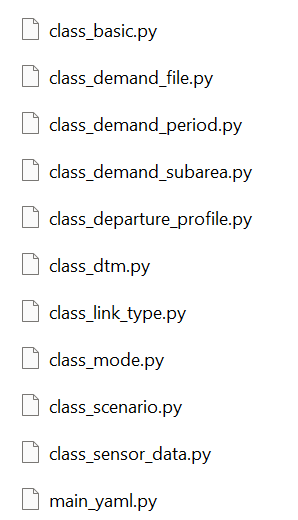 class_basic.py
class_demand_file.py
class_demand_period.py
class_demand_subarea.py
class_departure_profile.py
class_dtm.py
class_link_type.py
class_mode.py
class_scenario.py
class_sensor_data.py
main_yaml.py